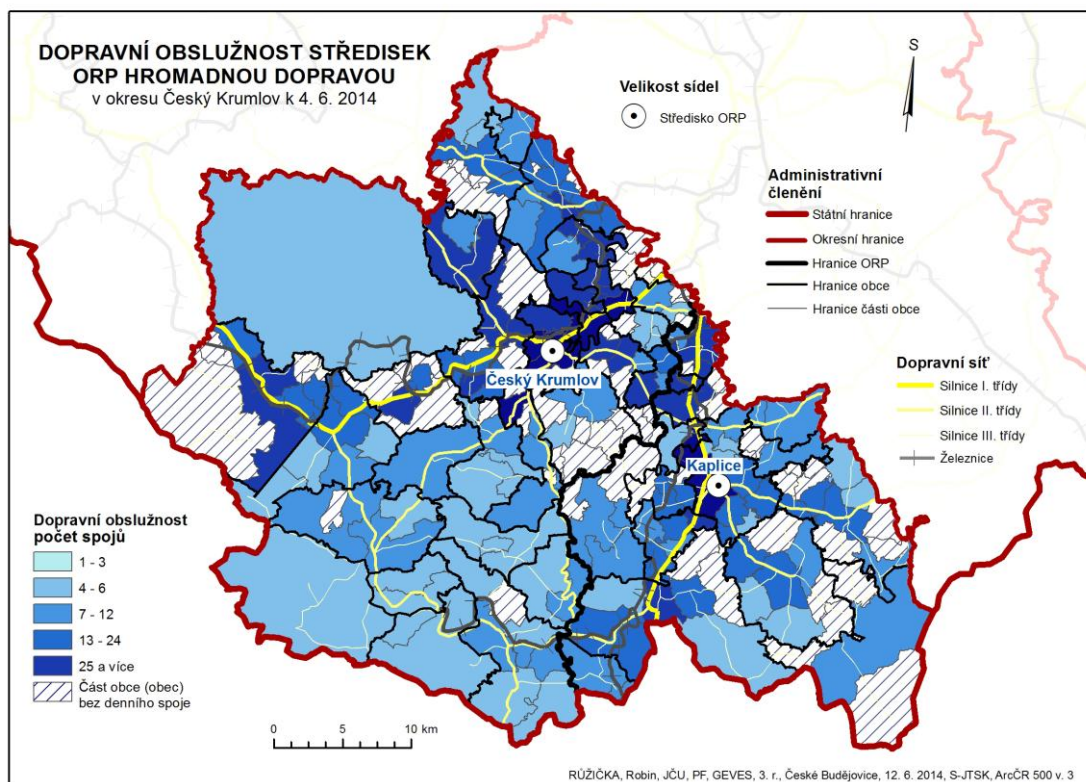 DOPRAVNÍ OBSLUŽNOST STŘEDISEK
ORP HROMADNOU DOPRAVOU
v okresu Český Krumlov k 4. 6. 2014
Velikost sídel
Středisko ORP
S
Administrativní
členění
Státní hranice
Okresní hranice
Hranice ORP
Hranice obce
Hranice části obce
Dopravní síť
Silnice I. třídy
Silnice II. třídy
Silnice III. třídy
Železnice
Český Krumlov
Kaplice
Dopravní obslužnost
počet spojů
1 - 3
4 - 6
7 - 12
13 - 24
25 a více
Část obce (obec)
bez denního spoje
0 5 10 km
RŮŽIČKA, Robin, JČU, PF, GEVES, 3. r., České Budějovice, 12. 6. 2014, S-JTSK, ArcČR 500 v. 3